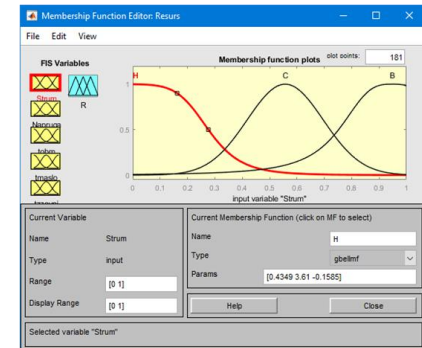 Membership Function Editor: Resurs
File Edit View
FIS Variables
Strum
R
Napruga
tobm
tmaslo
Membership function plots
plot points:
181
H
C
B
1
0.5
0
0 0.1 0.2 0.3 0.4 0.5 0.6 0.7 0.8 0.9 1
input variable "Strum"
Current Variable
Name Strum
Type input
Range [0 1]
Display Range [0 1]
Current Membership Function (click on MF to select)
Name H
Type gbellmf
Params [0.4349 3.61 -0.1585]
Help Close
Selected variable "Strum"